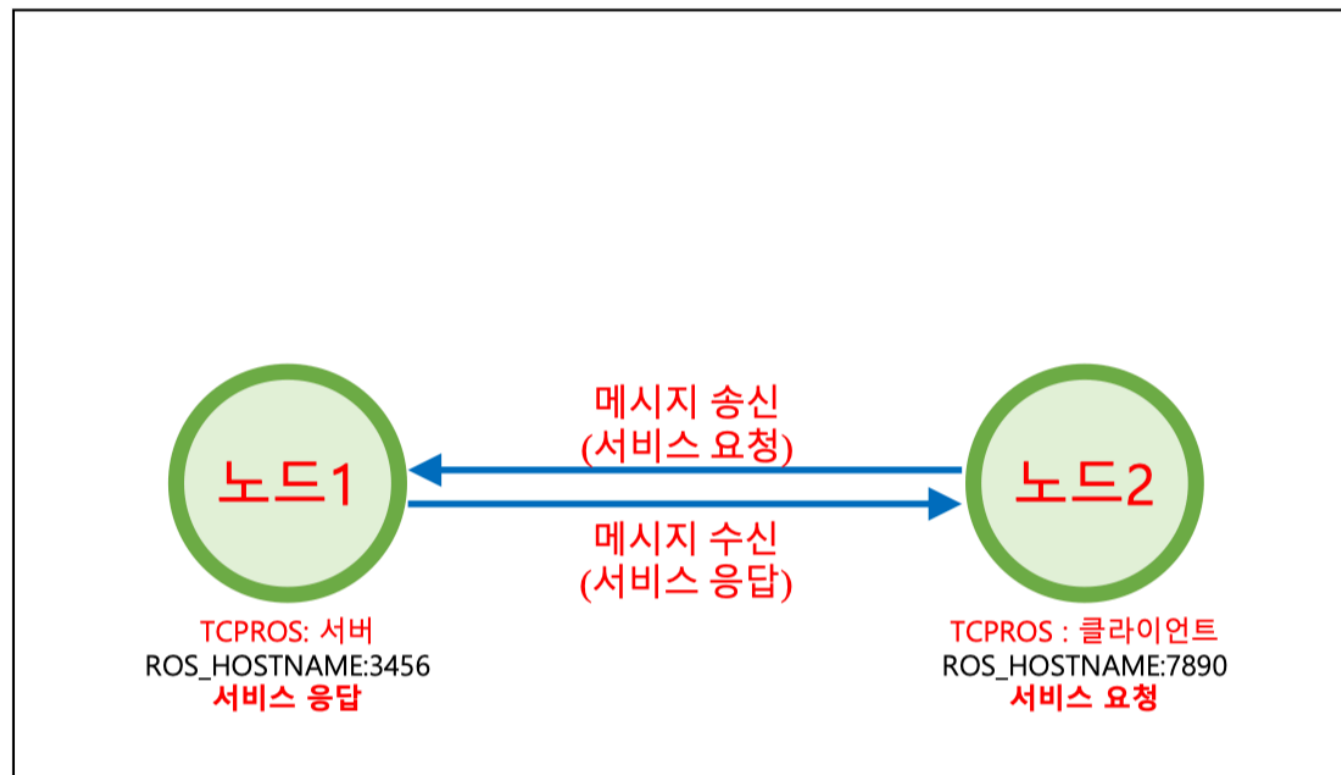 메시지 송신
(서비스 요청)
노드1
노드2
메시지 수신
(서비스 응답)
TCPROS: 서버
ROS_HOSTNAME:3456
서비스 응답
TCPROS : 클라이언트
ROS_HOSTNAME:7890
서비스 요청